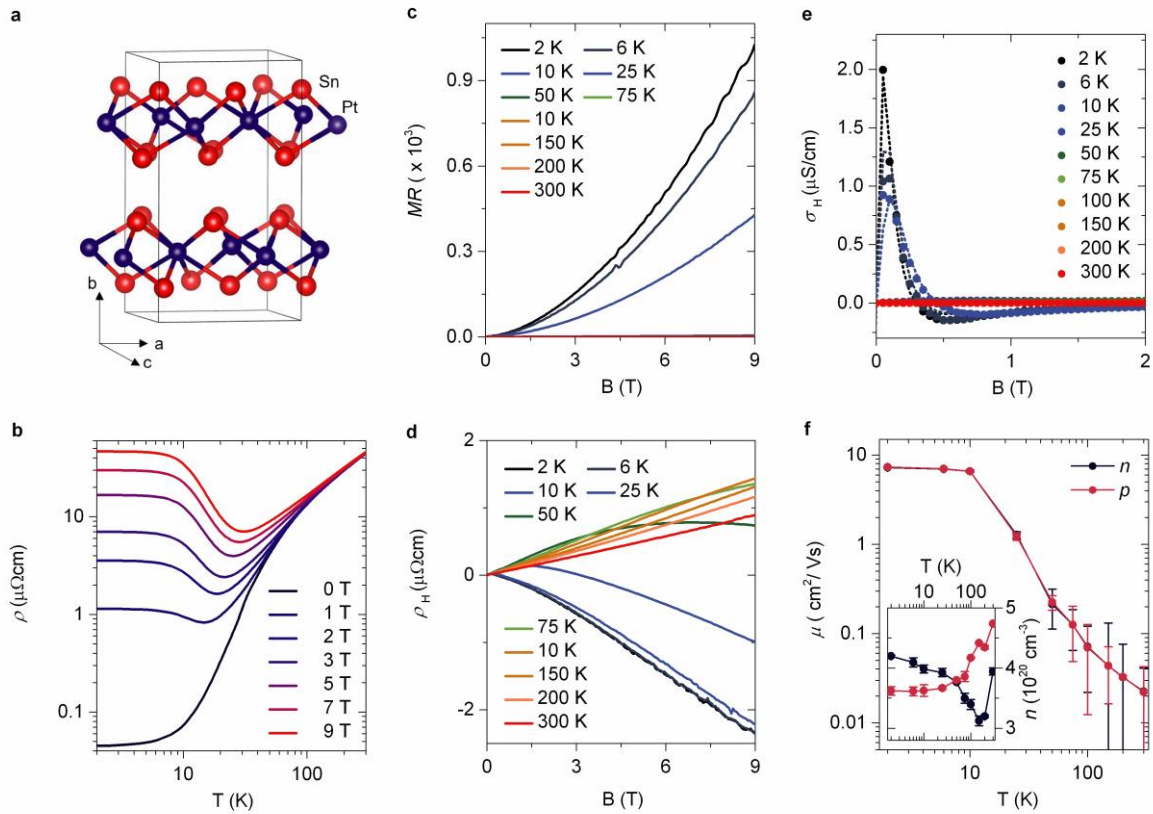 a
Sn
Pt
b
a
c
b
ρ (μΩcm)
10
1
0.1
0 T
1 T
2 T
3 T
5 T
7 T
9 T
10 100
T (K)
c
MR ( x 10³)
0.9
0.6
0.3
0.0
2 K 6 K
10 K 25 K
50 K 75 K
10 K
150 K
200 K
300 K
0 3 6 9
B (T)
d
ρ_H (μΩcm)
2
0
-2
2 K 6 K
10 K 25 K
50 K
75 K
10 K
150 K
200 K
300 K
0 3 6 9
B (T)
e
σ_H (μS/cm)
2.0
1.5
1.0
0.5
0.0
2 K
6 K
10 K
25 K
50 K
75 K
100 K
150 K
200 K
300 K
0 1 2
B (T)
f
μ ( cm²/ Vs)
10
1
0.1
0.01
n
p
T (K)
10 100
5
4
3
n (10²⁰ cm⁻³)
10 100
T (K)